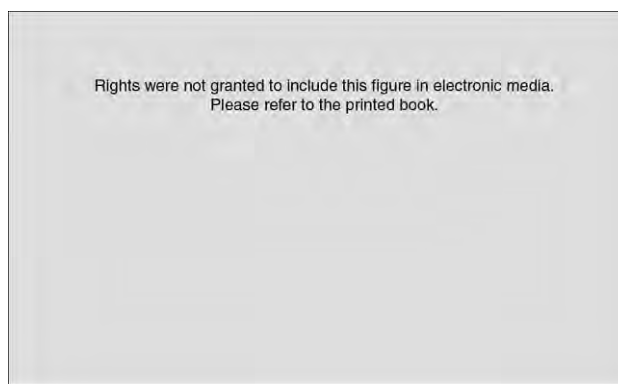 Rights were not granted to include this figure in electronic media.
Please refer to the printed book.